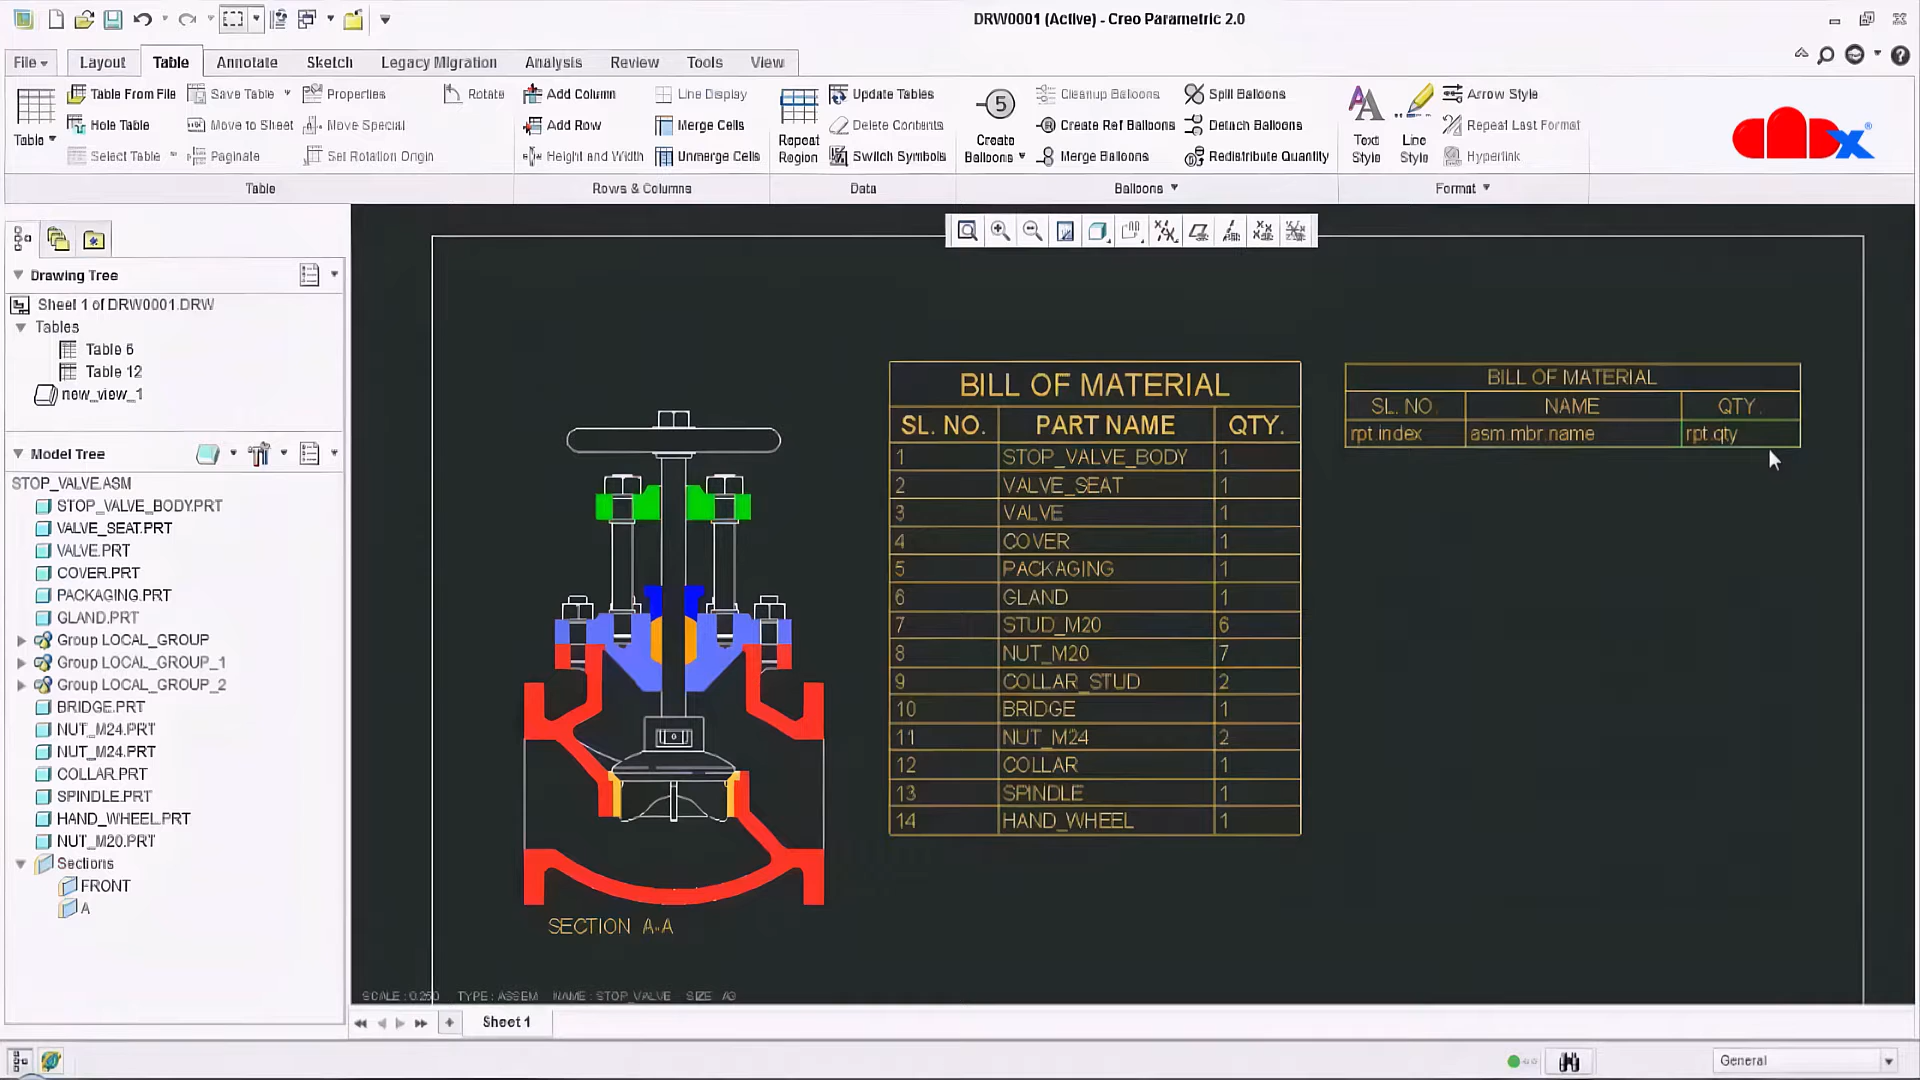 DRW0001 (Active) - Creo Parametric 2.0
File Layout Table Annotate Sketch Legacy Migration Analysis Review Tools View
Table From File Save Table Properties Rotate Add Column Line Display Update Tables Cleanup Balloons Split Balloons Arrow Style
Hole Table Move to Sheet Move Special Add Row Merge Cells Delete Contents Create Ref Balloons Detach Balloons Repeat Last Format
Table Select Table Paginate Set Rotation Origin Height and Width Unmerge Cells Repeat Region Switch Symbols Create Balloons Merge Balloons Redistribute Quantity Text Style Line Style Hyperlink
5
Table Rows & Columns Data Balloons Format
Drawing Tree
Sheet 1 of DRW0001.DRW
Tables
Table 6
Table 12
new_view_1
Model Tree
STOP_VALVE.ASM
STOP_VALVE_BODY.PRT
VALVE_SEAT.PRT
VALVE.PRT
COVER.PRT
PACKAGING.PRT
GLAND.PRT
Group LOCAL_GROUP
Group LOCAL_GROUP_1
Group LOCAL_GROUP_2
BRIDGE.PRT
NUT_M24.PRT
NUT_M24.PRT
COLLAR.PRT
SPINDLE.PRT
HAND_WHEEL.PRT
NUT_M20.PRT
Sections
FRONT
A
BILL OF MATERIAL
SL. NO. PART NAME QTY.
1 STOP_VALVE_BODY 1
2 VALVE_SEAT 1
3 VALVE 1
4 COVER 1
5 PACKAGING 1
6 GLAND 1
7 STUD_M20 6
8 NUT_M20 7
9 COLLAR_STUD 2
10 BRIDGE 1
11 NUT_M24 2
12 COLLAR 1
13 SPINDLE 1
14 HAND_WHEEL 1
BILL OF MATERIAL
SL. NO. NAME QTY.
rpt.index asm.mbr.name rpt.qty
SECTION A-A
SCALE : 0.250 TYPE : ASSEM NAME : STOP_VALVE SIZE
Sheet 1
General